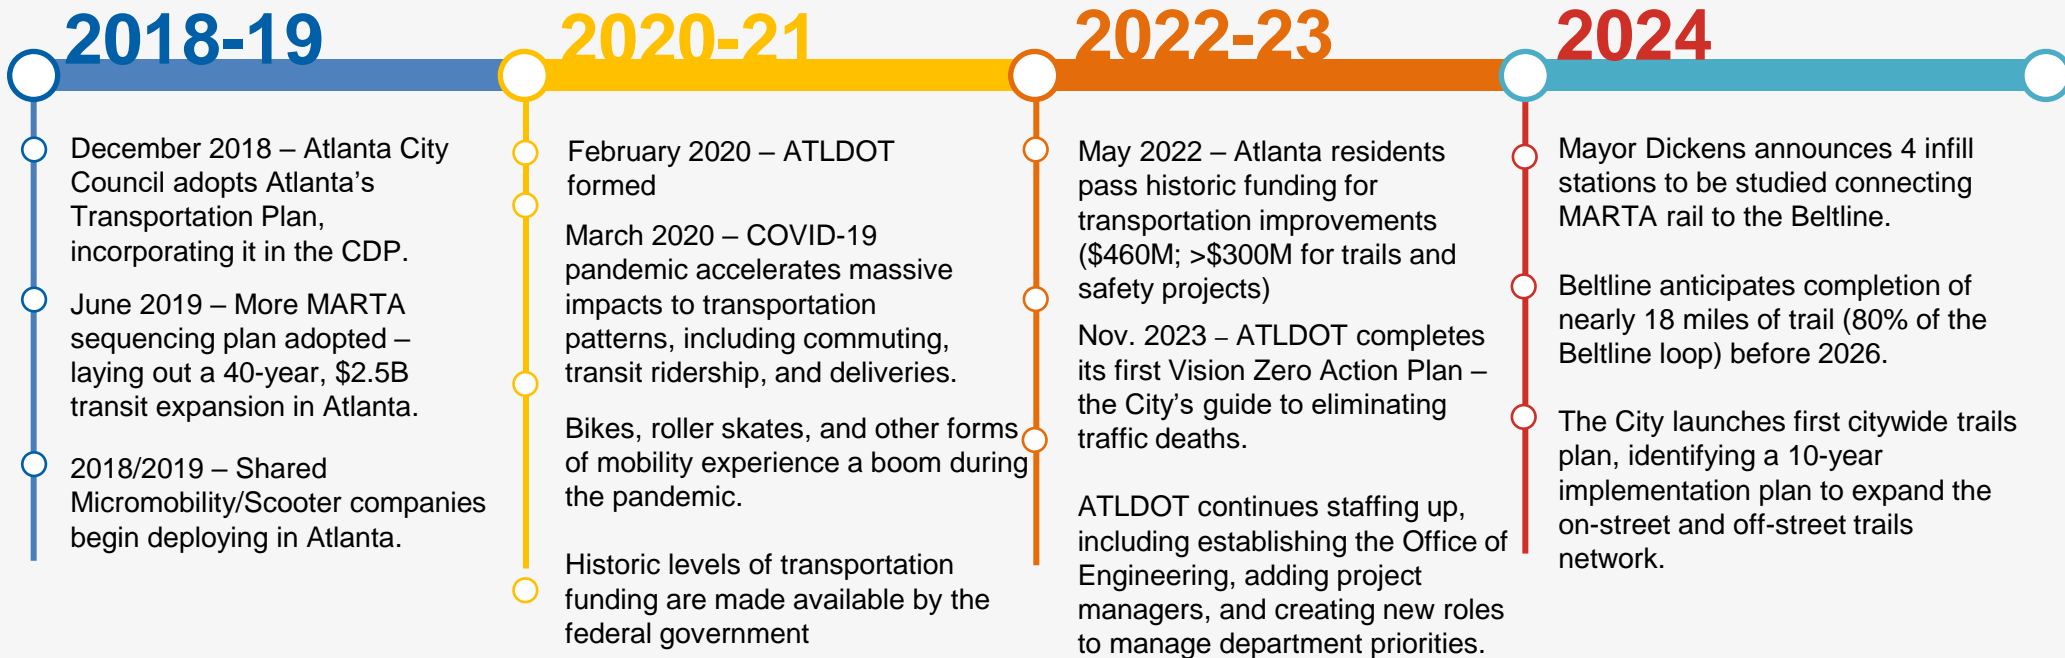 2018-19
December 2018 – Atlanta City
Council adopts Atlanta's
Transportation Plan,
incorporating it in the CDP.
June 2019 – More MARTA
sequencing plan adopted –
laying out a 40-year, $2.5B
transit expansion in Atlanta.
2018/2019 – Shared
Micromobility/Scooter companies
begin deploying in Atlanta.
2020-21
February 2020 – ATLDOT
formed
March 2020 – COVID-19
pandemic accelerates massive
impacts to transportation
patterns, including commuting,
transit ridership, and deliveries.
Bikes, roller skates, and other forms
of mobility experience a boom during
the pandemic.
Historic levels of transportation
funding are made available by the
federal government
2022-23
May 2022 – Atlanta residents
pass historic funding for
transportation improvements
($460M; >$300M for trails and
safety projects)
Nov. 2023 – ATLDOT completes
its first Vision Zero Action Plan –
the City's guide to eliminating
traffic deaths.
ATLDOT continues staffing up,
including establishing the Office of
Engineering, adding project
managers, and creating new roles
to manage department priorities.
2024
Mayor Dickens announces 4 infill
stations to be studied connecting
MARTA rail to the Beltline.
Beltline anticipates completion of
nearly 18 miles of trail (80% of the
Beltline loop) before 2026.
The City launches first citywide trails
plan, identifying a 10-year
implementation plan to expand the
on-street and off-street trails
network.